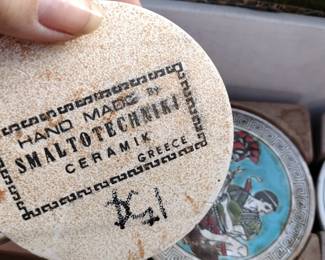 HAND MADE by
SMALTOTECHNIKI
CERAMIK
GREECE